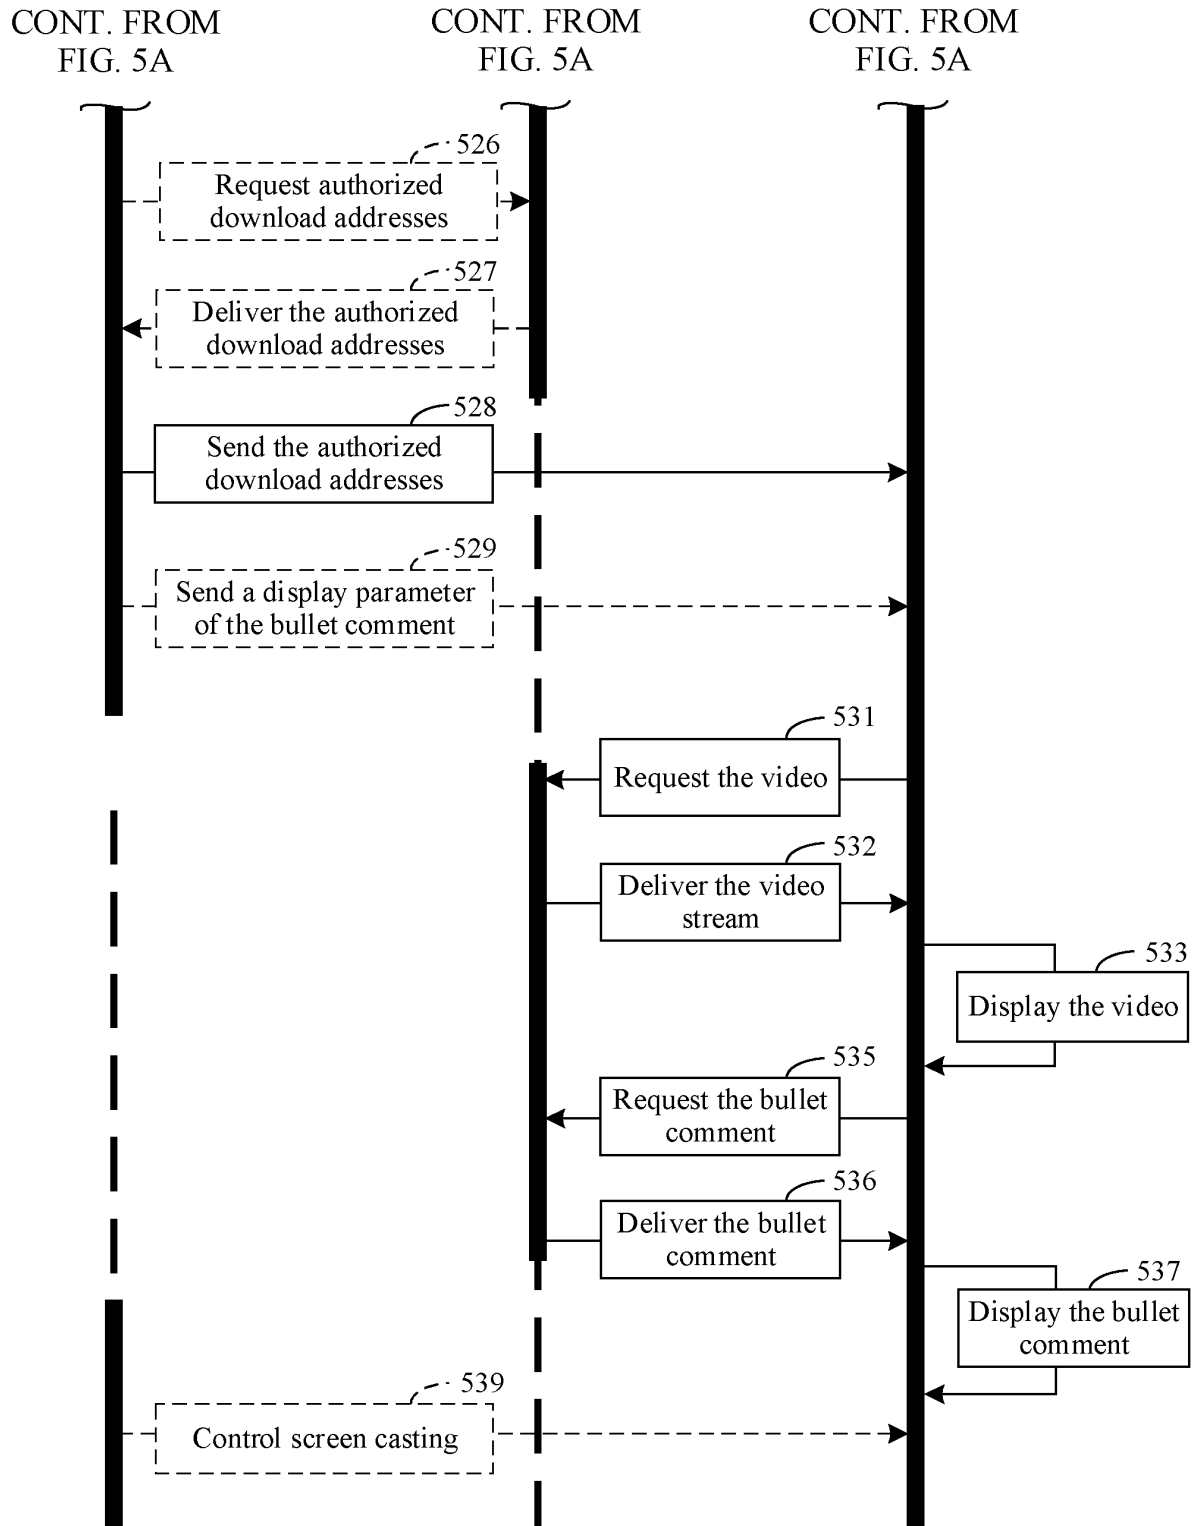 CONT. FROM
FIG. 5A
CONT. FROM
FIG. 5A
CONT. FROM
FIG. 5A
526
Request authorized
download addresses
527
Deliver the authorized
download addresses
528
Send the authorized
download addresses
529
Send a display parameter
of the bullet comment
531
Request the video
532
Deliver the video
stream
533
Display the video
535
Request the bullet
comment
536
Deliver the bullet
comment
537
Display the bullet
comment
539
Control screen casting